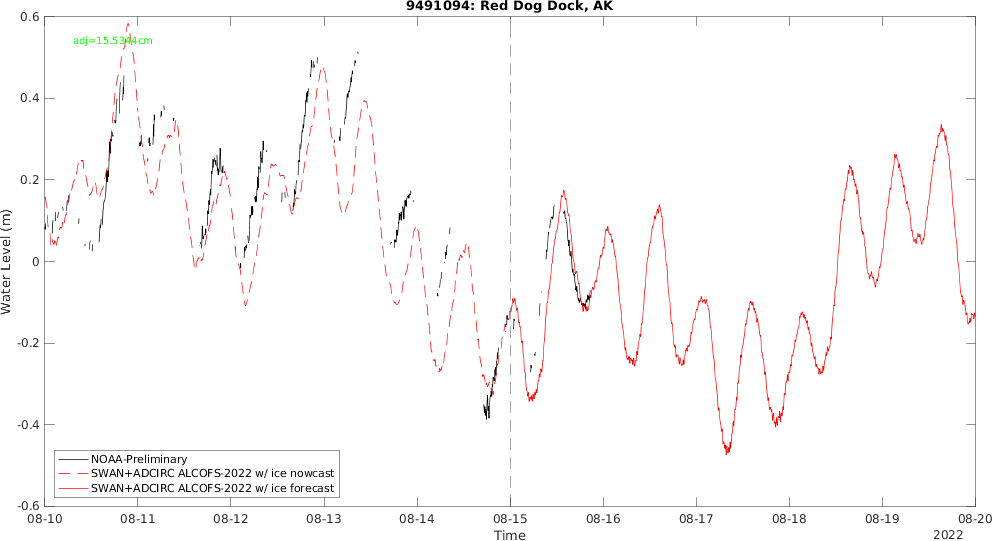 9491094: Red Dog Dock, AK
adj=15.5344cm
Water Level (m)
0.6
0.4
0.2
0
-0.2
-0.4
-0.6
NOAA-Preliminary
SWAN+ADCIRC ALCOFS-2022 w/ ice nowcast
SWAN+ADCIRC ALCOFS-2022 w/ ice forecast
08-10 08-11 08-12 08-13 08-14 08-15 08-16 08-17 08-18 08-19 08-20
Time
2022